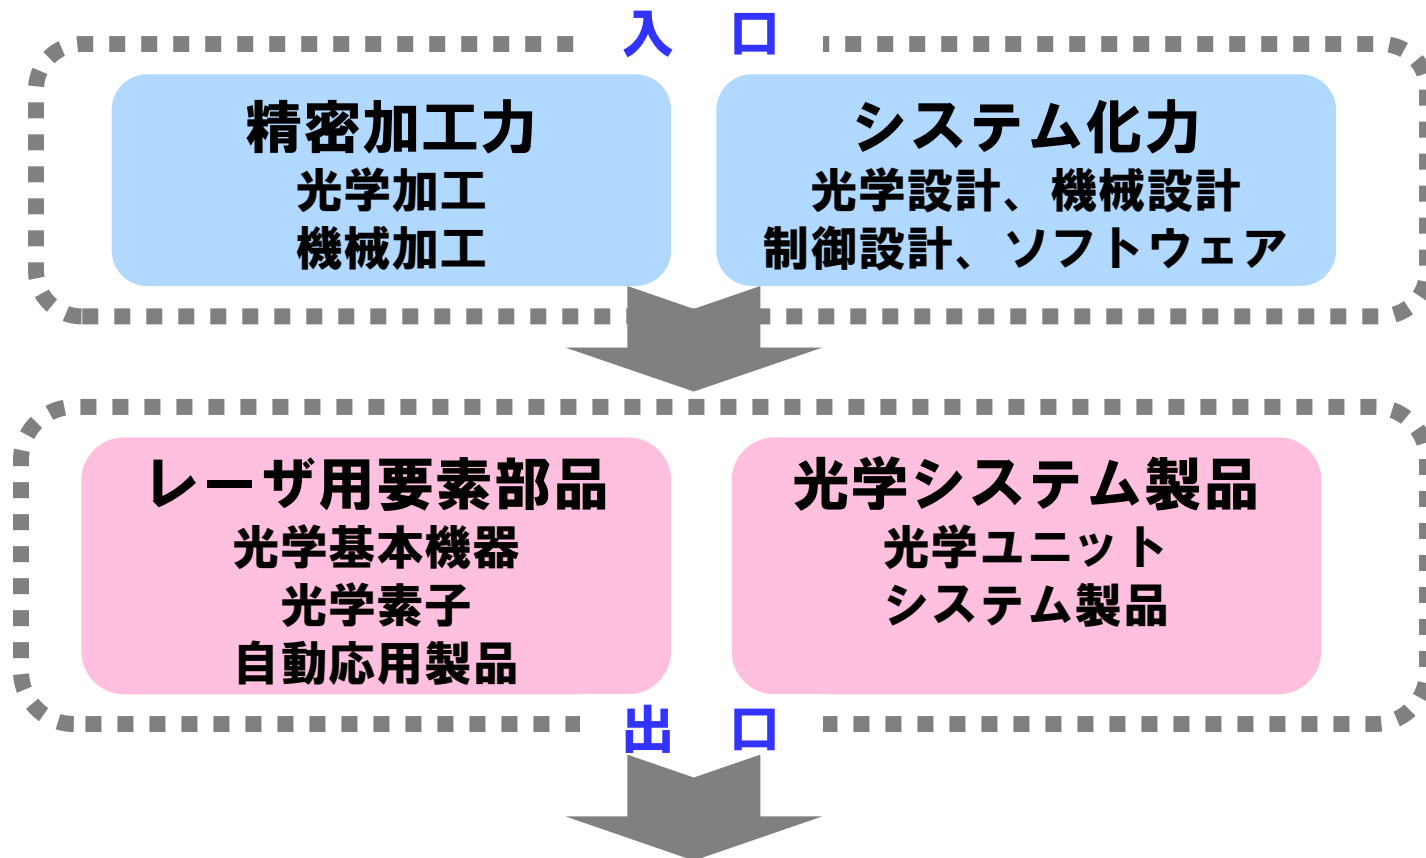 入 口
精密加工力
光学加工
機械加工
システム化力
光学設計、機械設計
制御設計、ソフトウェア
レーザ用要素部品
光学基本機器
光学素子
自動応用製品
光学システム製品
光学ユニット
システム製品
出 口